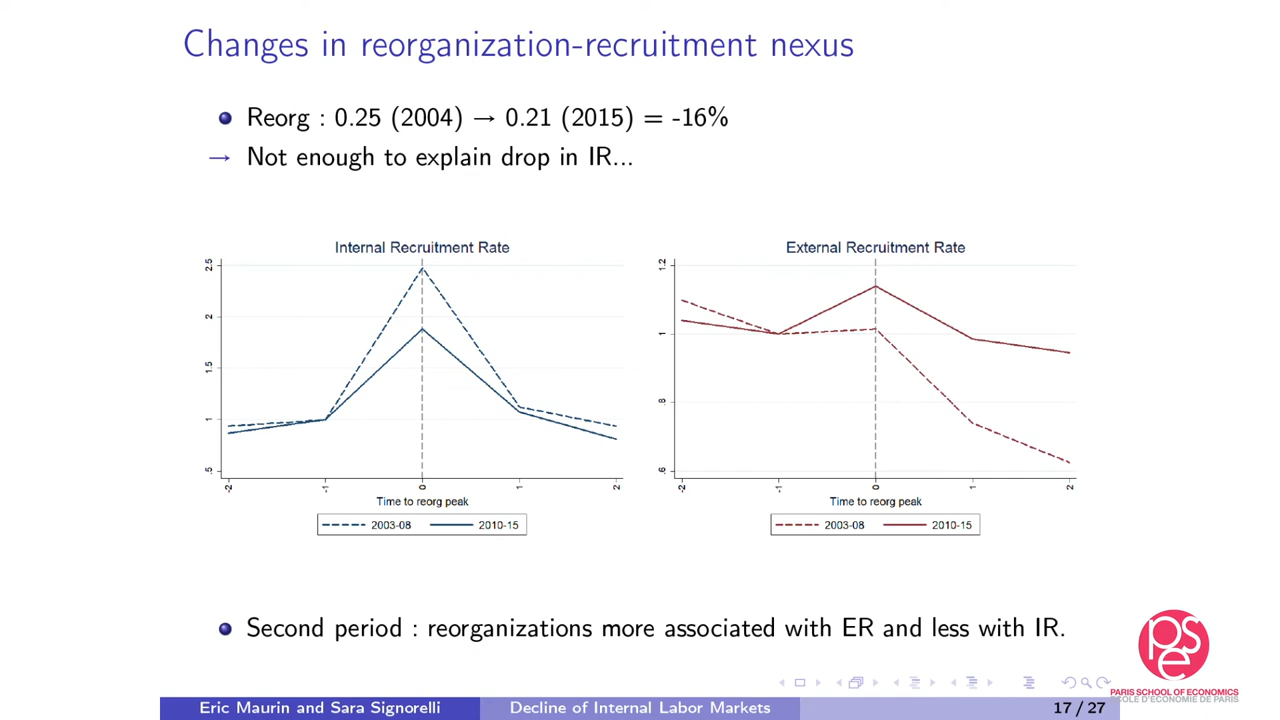 Changes in reorganization-recruitment nexus
Reorg : 0.25 (2004) → 0.21 (2015) = -16%
→ Not enough to explain drop in IR...
Internal Recruitment Rate
2.5
2
1.5
1
.5
-2 -1 0 1 2
Time to reorg peak
2003-08 2010-15
External Recruitment Rate
1.2
1
.8
.6
-2 -1 0 1 2
Time to reorg peak
2003-08 2010-15
Second period : reorganizations more associated with ER and less with IR.
pse
PARIS SCHOOL OF ECONOMICS
ECOLE D'ECONOMIE DE PARIS
Eric Maurin and Sara Signorelli Decline of Internal Labor Markets 17 / 27